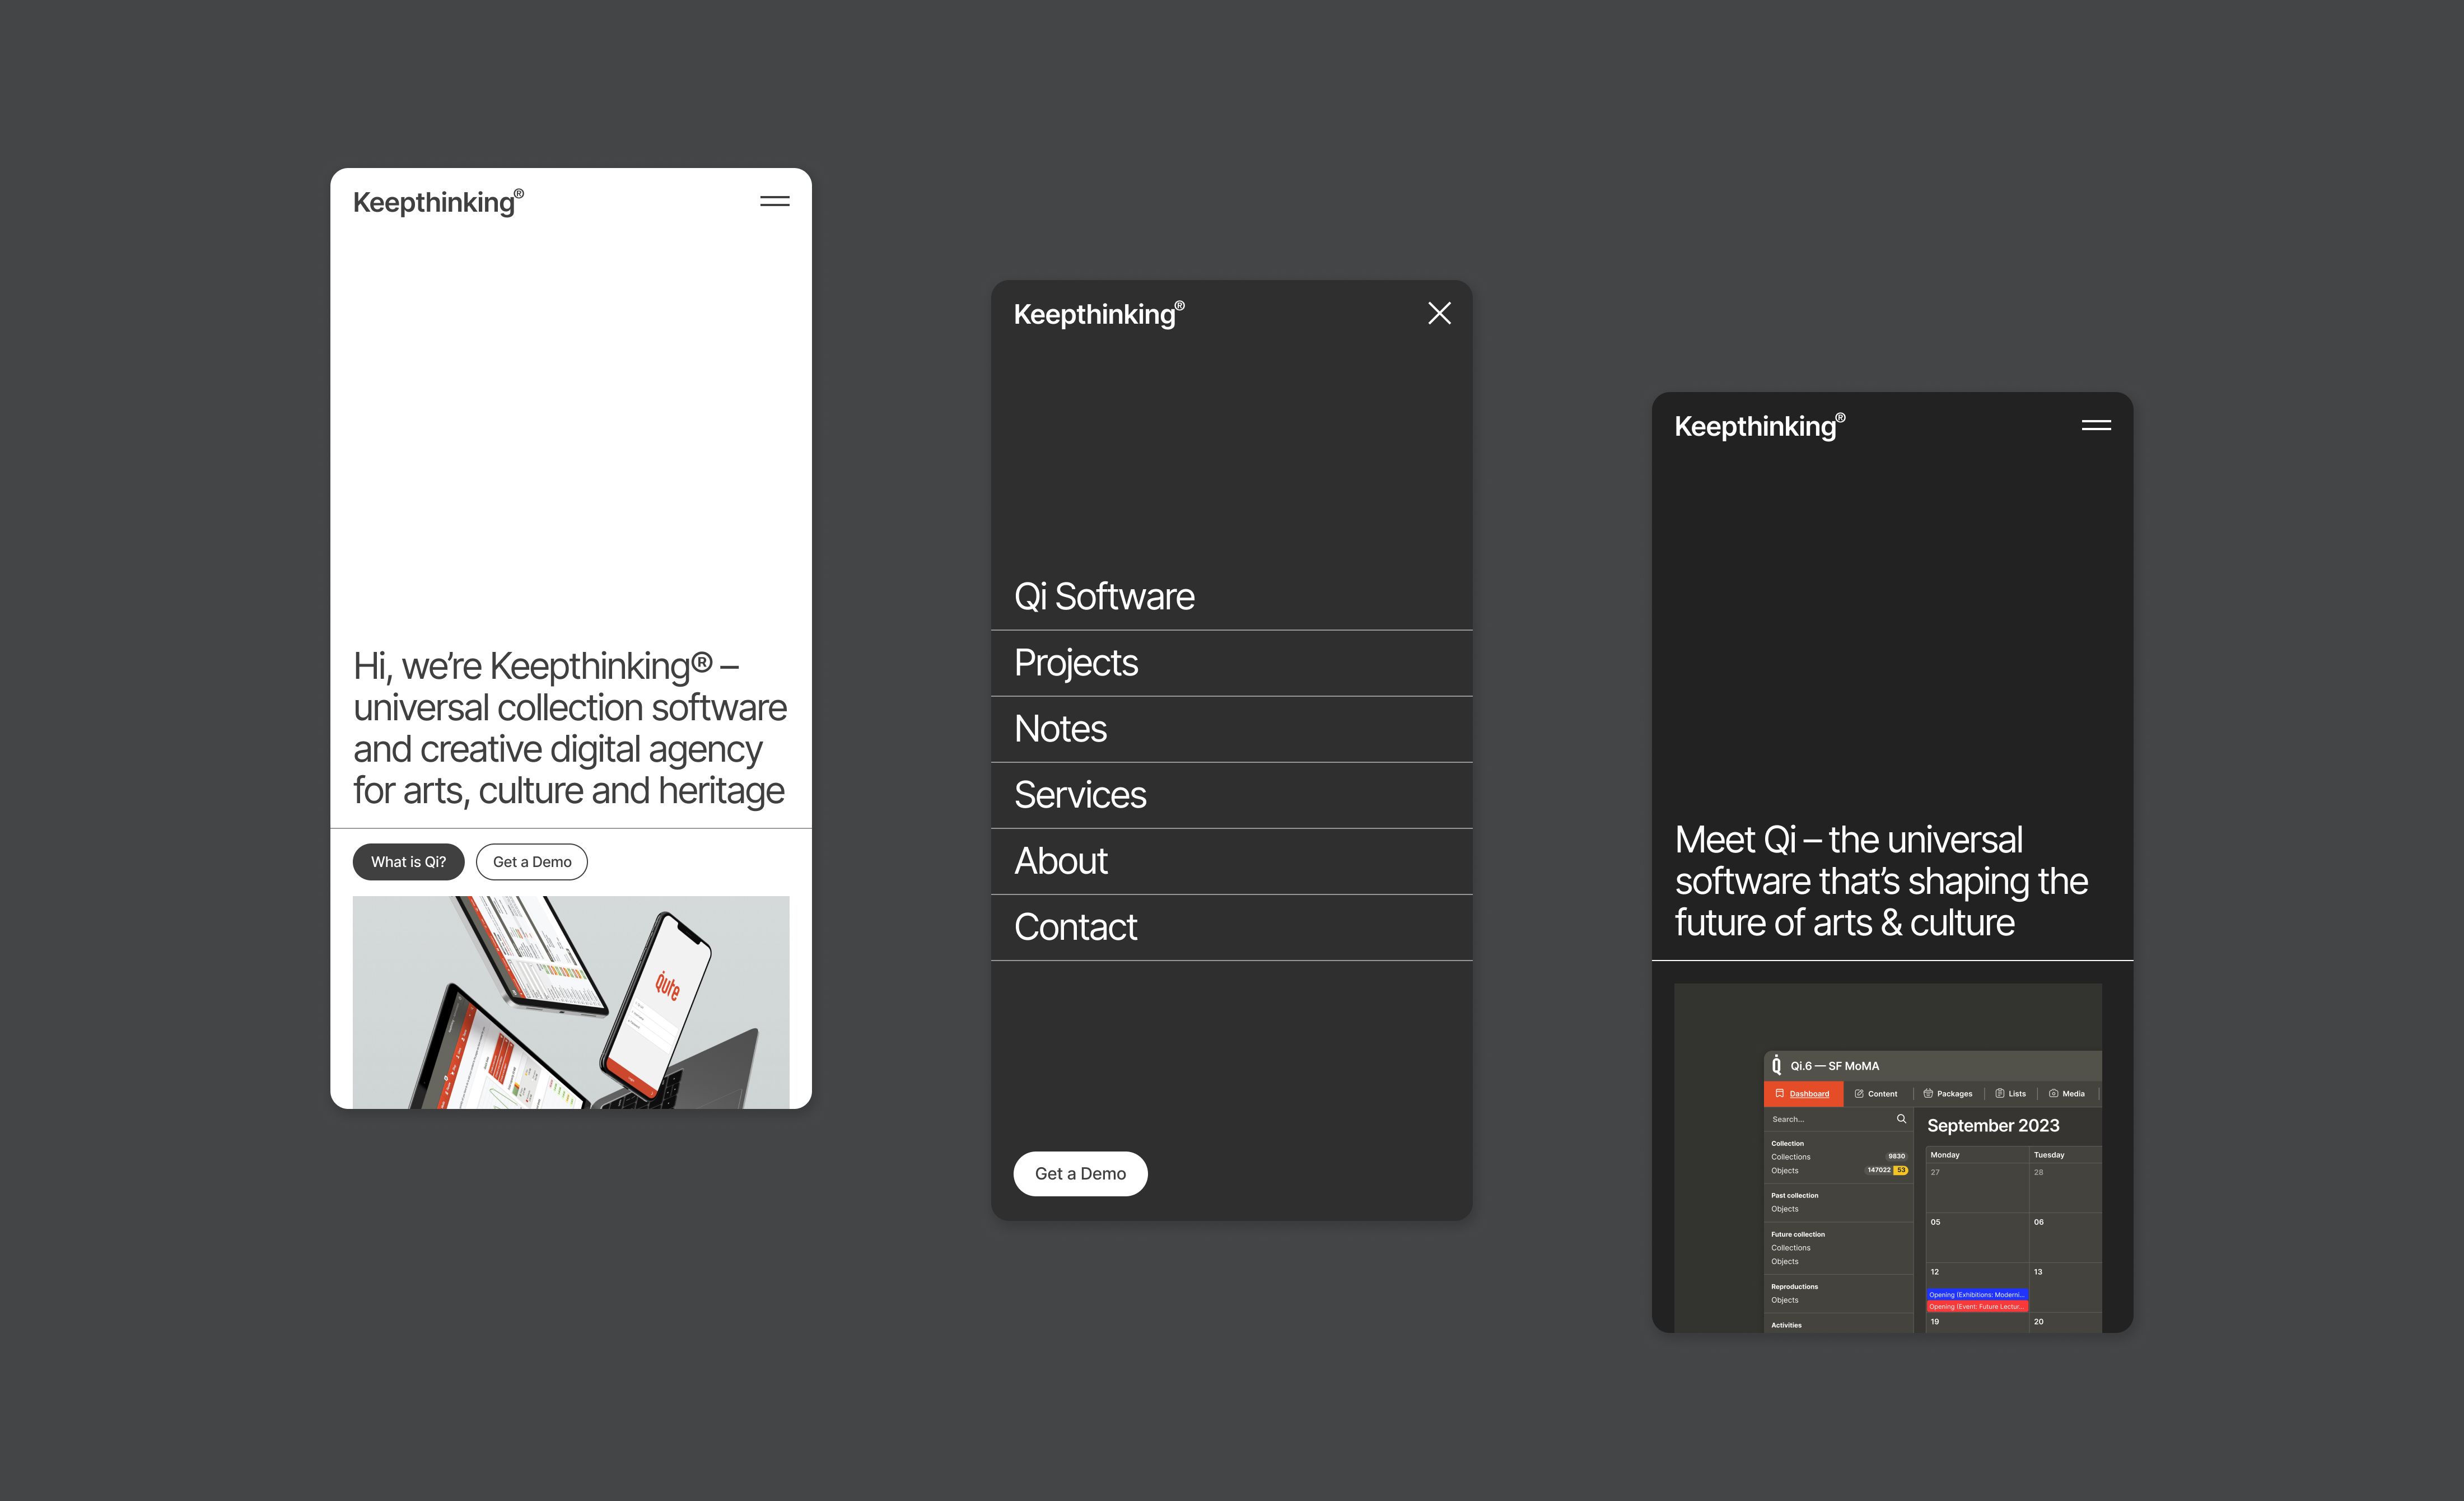 Keepthinking®
Hi, we’re Keepthinking® –
universal collection software
and creative digital agency
for arts, culture and heritage
What is Qi?
Get a Demo
qute
Keepthinking®
Qi Software
Projects
Notes
Services
About
Contact
Get a Demo
Keepthinking®
Meet Qi – the universal
software that’s shaping the
future of arts & culture
Qi.6 — SF MoMA
Dashboard
Content
Packages
Lists
Media
Search...
Collection
Collections 9830
Objects 147022 53
Past collection
Objects
Future collection
Collections
Objects
Reproductions
Objects
Activities
September 2023
Monday Tuesday
27 28
05 06
12 13
Opening (Exhibitions: Moderni...
Opening (Event: Future Lectur...
19 20